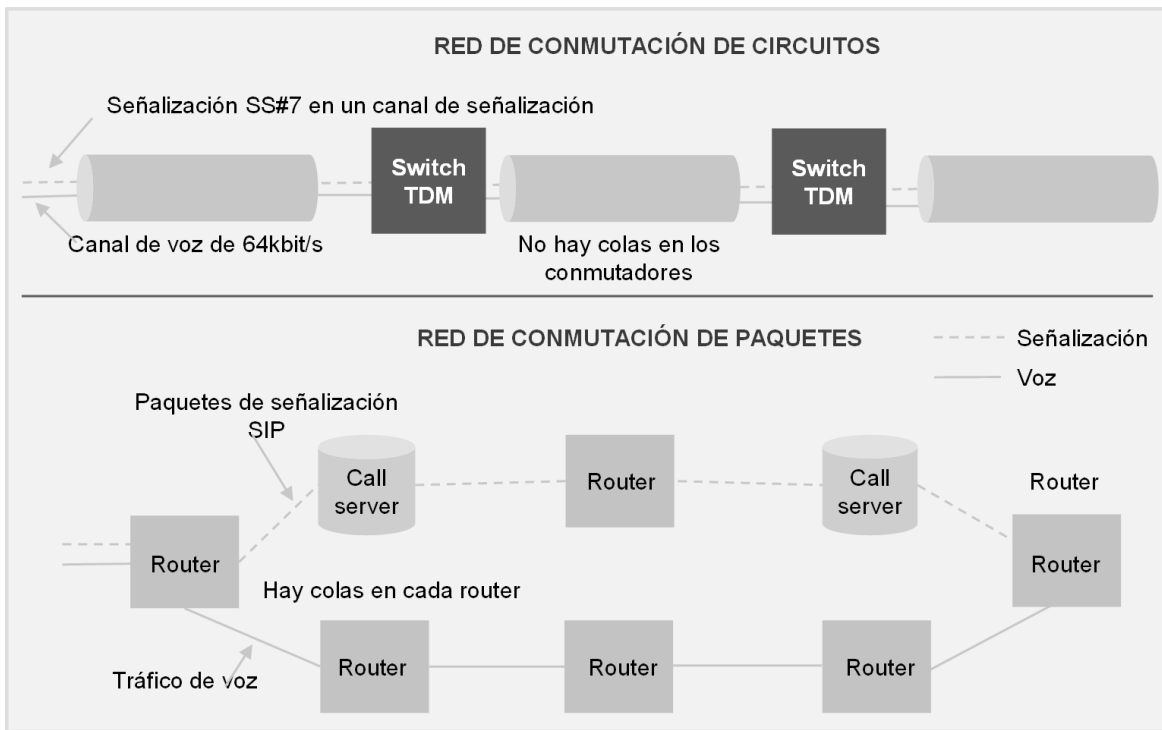 RED DE CONMUTACIÓN DE CIRCUITOS
Señalización SS#7 en un canal de señalización
Switch
TDM
Switch
TDM
Canal de voz de 64kbit/s
No hay colas en los
conmutadores
RED DE CONMUTACIÓN DE PAQUETES
Señalización
Voz
Paquetes de señalización
SIP
Call
server
Router
Call
server
Router
Router
Router
Hay colas en cada router
Router
Router
Router
Tráfico de voz